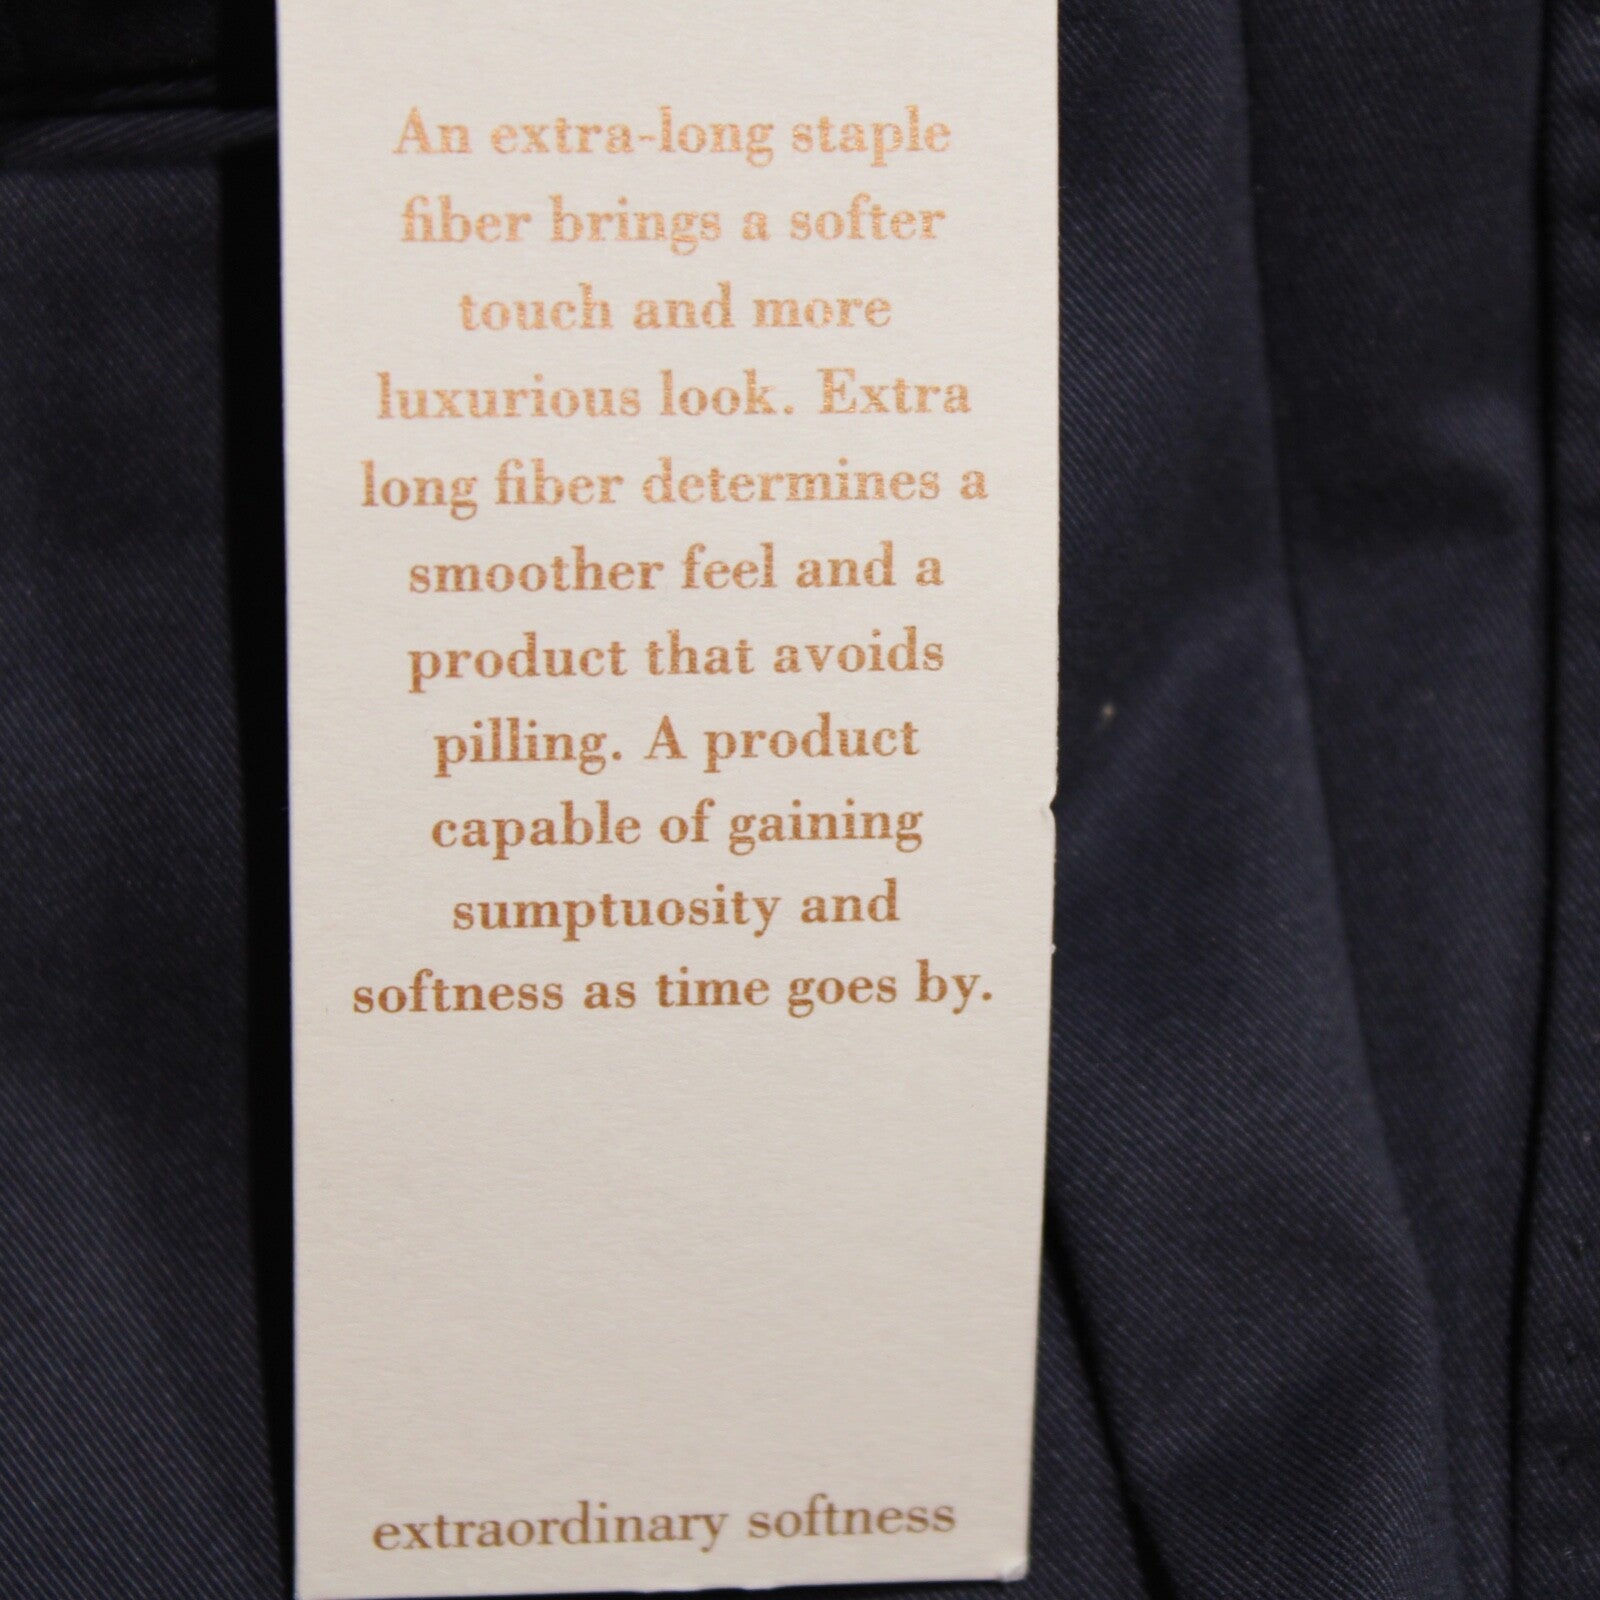 An extra-long staple
fiber brings a softer
touch and more
luxurious look. Extra
long fiber determines a
smoother feel and a
product that avoids
pilling. A product
capable of gaining
sumptuosity and
softness as time goes by.
extraordinary softness